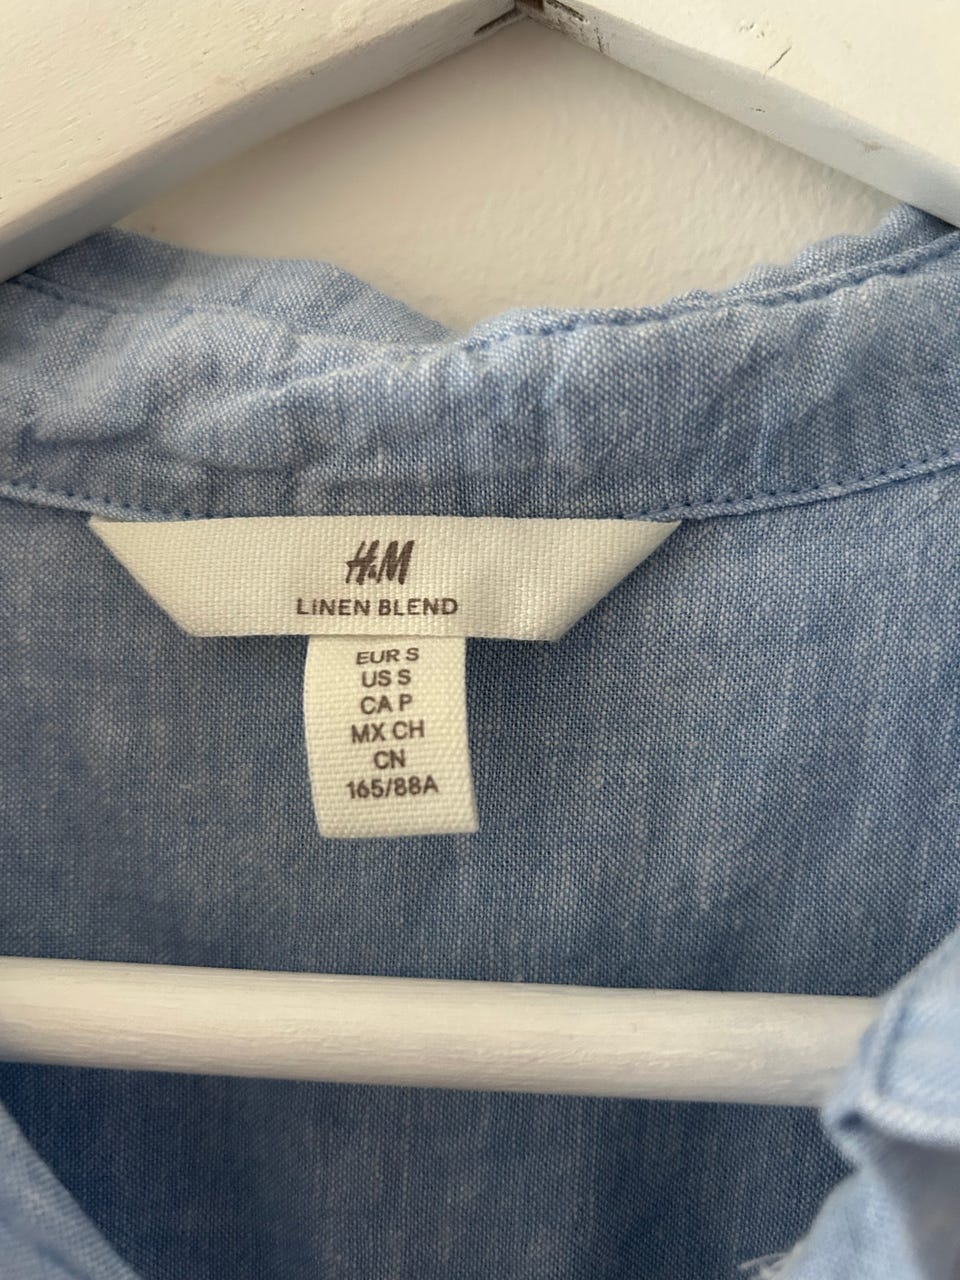 H&M
LINEN BLEND
EUR S
US S
CA P
MX CH
CN
165/88A